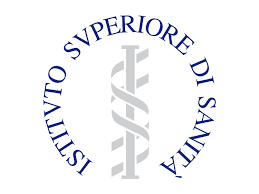 ISTITVTO SVPERIORE DI SANITÀ